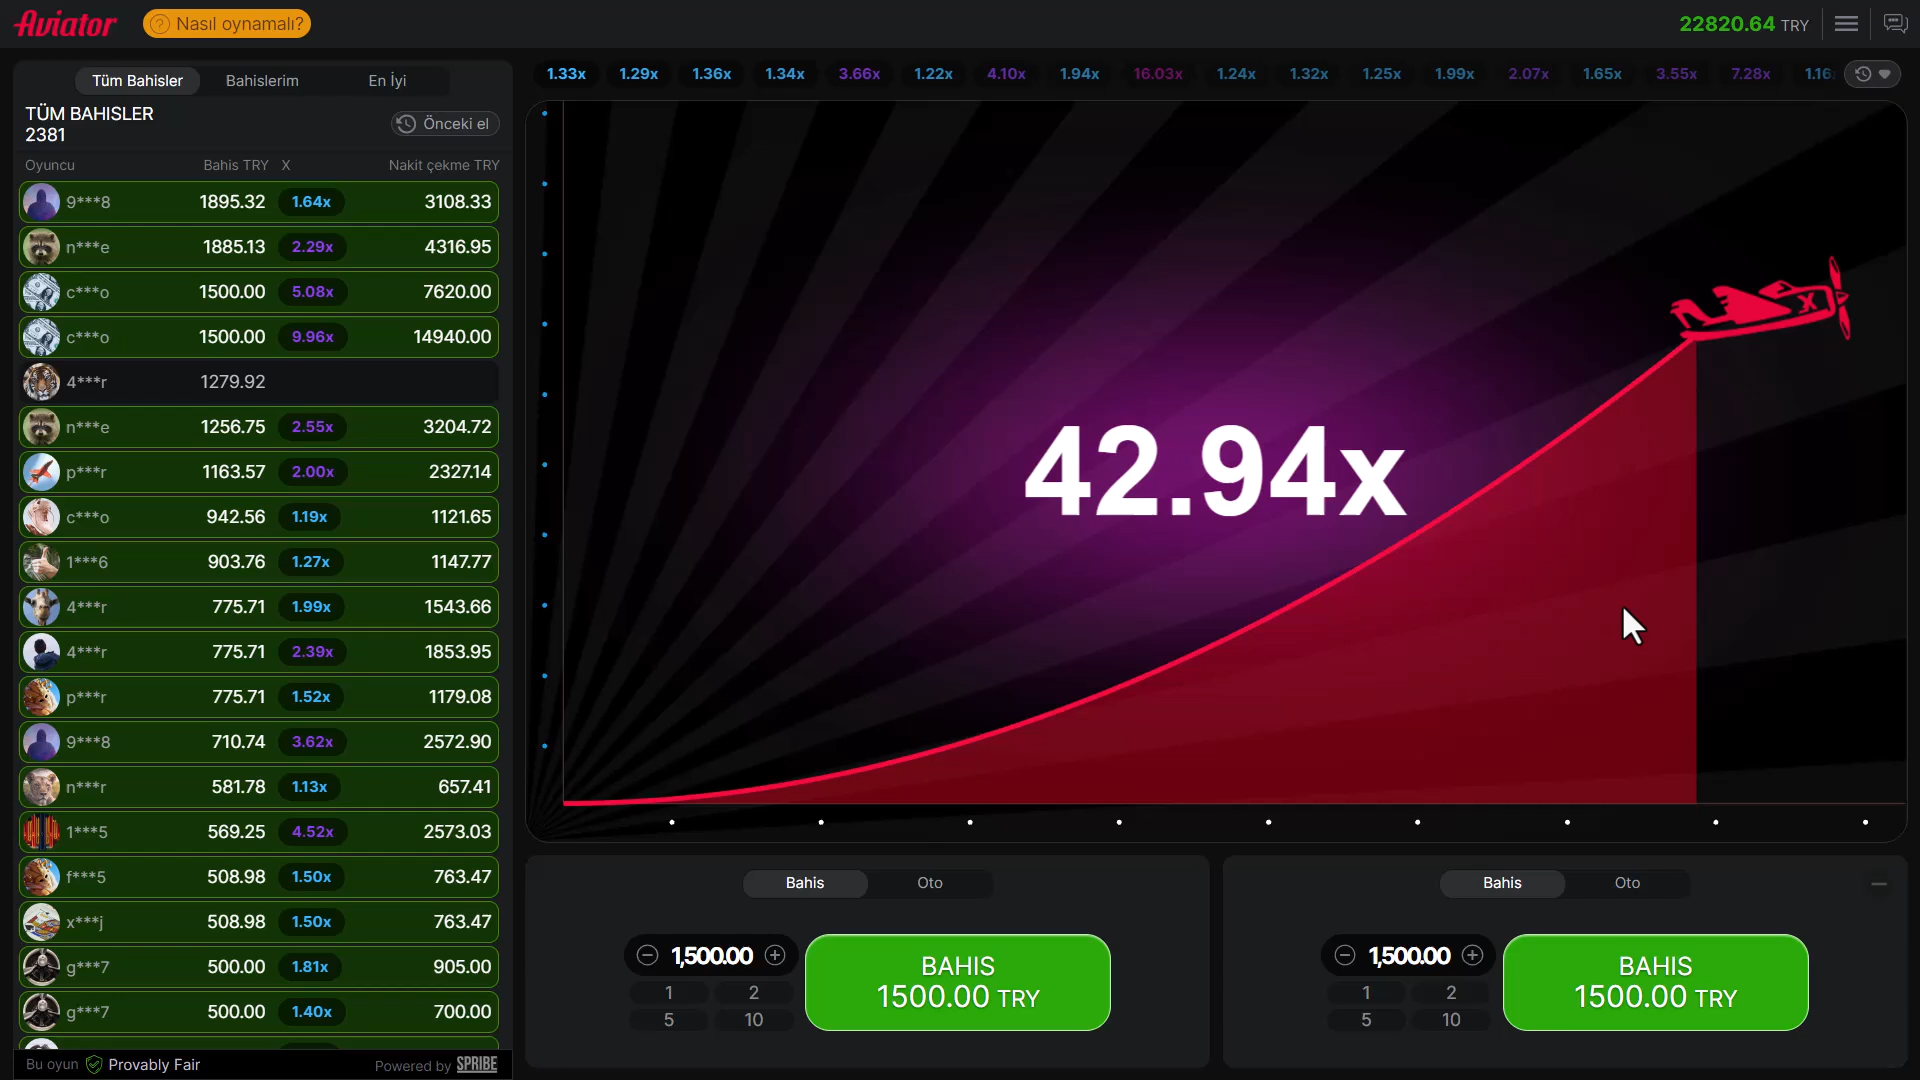 Aviator
Nasıl oynamalı?
22820.64 TRY
Tüm Bahisler
Bahislerim
En İyi
1.33x 1.29x 1.36x 1.34x 3.66x 1.22x 4.10x 1.94x 16.03x 1.24x 1.32x 1.25x 1.99x 2.07x 1.65x 3.55x 7.28x 1.16
TÜM BAHISLER
2381
Önceki el
Oyuncu Bahis TRY X Nakit çekme TRY
9***8 1895.32 1.64x 3108.33
n***e 1885.13 2.29x 4316.95
c***o 1500.00 5.08x 7620.00
c***o 1500.00 9.96x 14940.00
4***r 1279.92
n***e 1256.75 2.55x 3204.72
p***r 1163.57 2.00x 2327.14
c***o 942.56 1.19x 1121.65
1***6 903.76 1.27x 1147.77
4***r 775.71 1.99x 1543.66
4***r 775.71 2.39x 1853.95
p***r 775.71 1.52x 1179.08
9***8 710.74 3.62x 2572.90
n***r 581.78 1.13x 657.41
1***5 569.25 4.52x 2573.03
f***5 508.98 1.50x 763.47
x***j 508.98 1.50x 763.47
g***7 500.00 1.81x 905.00
g***7 500.00 1.40x 700.00
Bu oyun Provably Fair
Powered by SPRIBE
X
42.94x
Bahis Oto
1,500.00
1 2
5 10
BAHIS
1500.00 TRY
Bahis Oto
1,500.00
1 2
5 10
BAHIS
1500.00 TRY